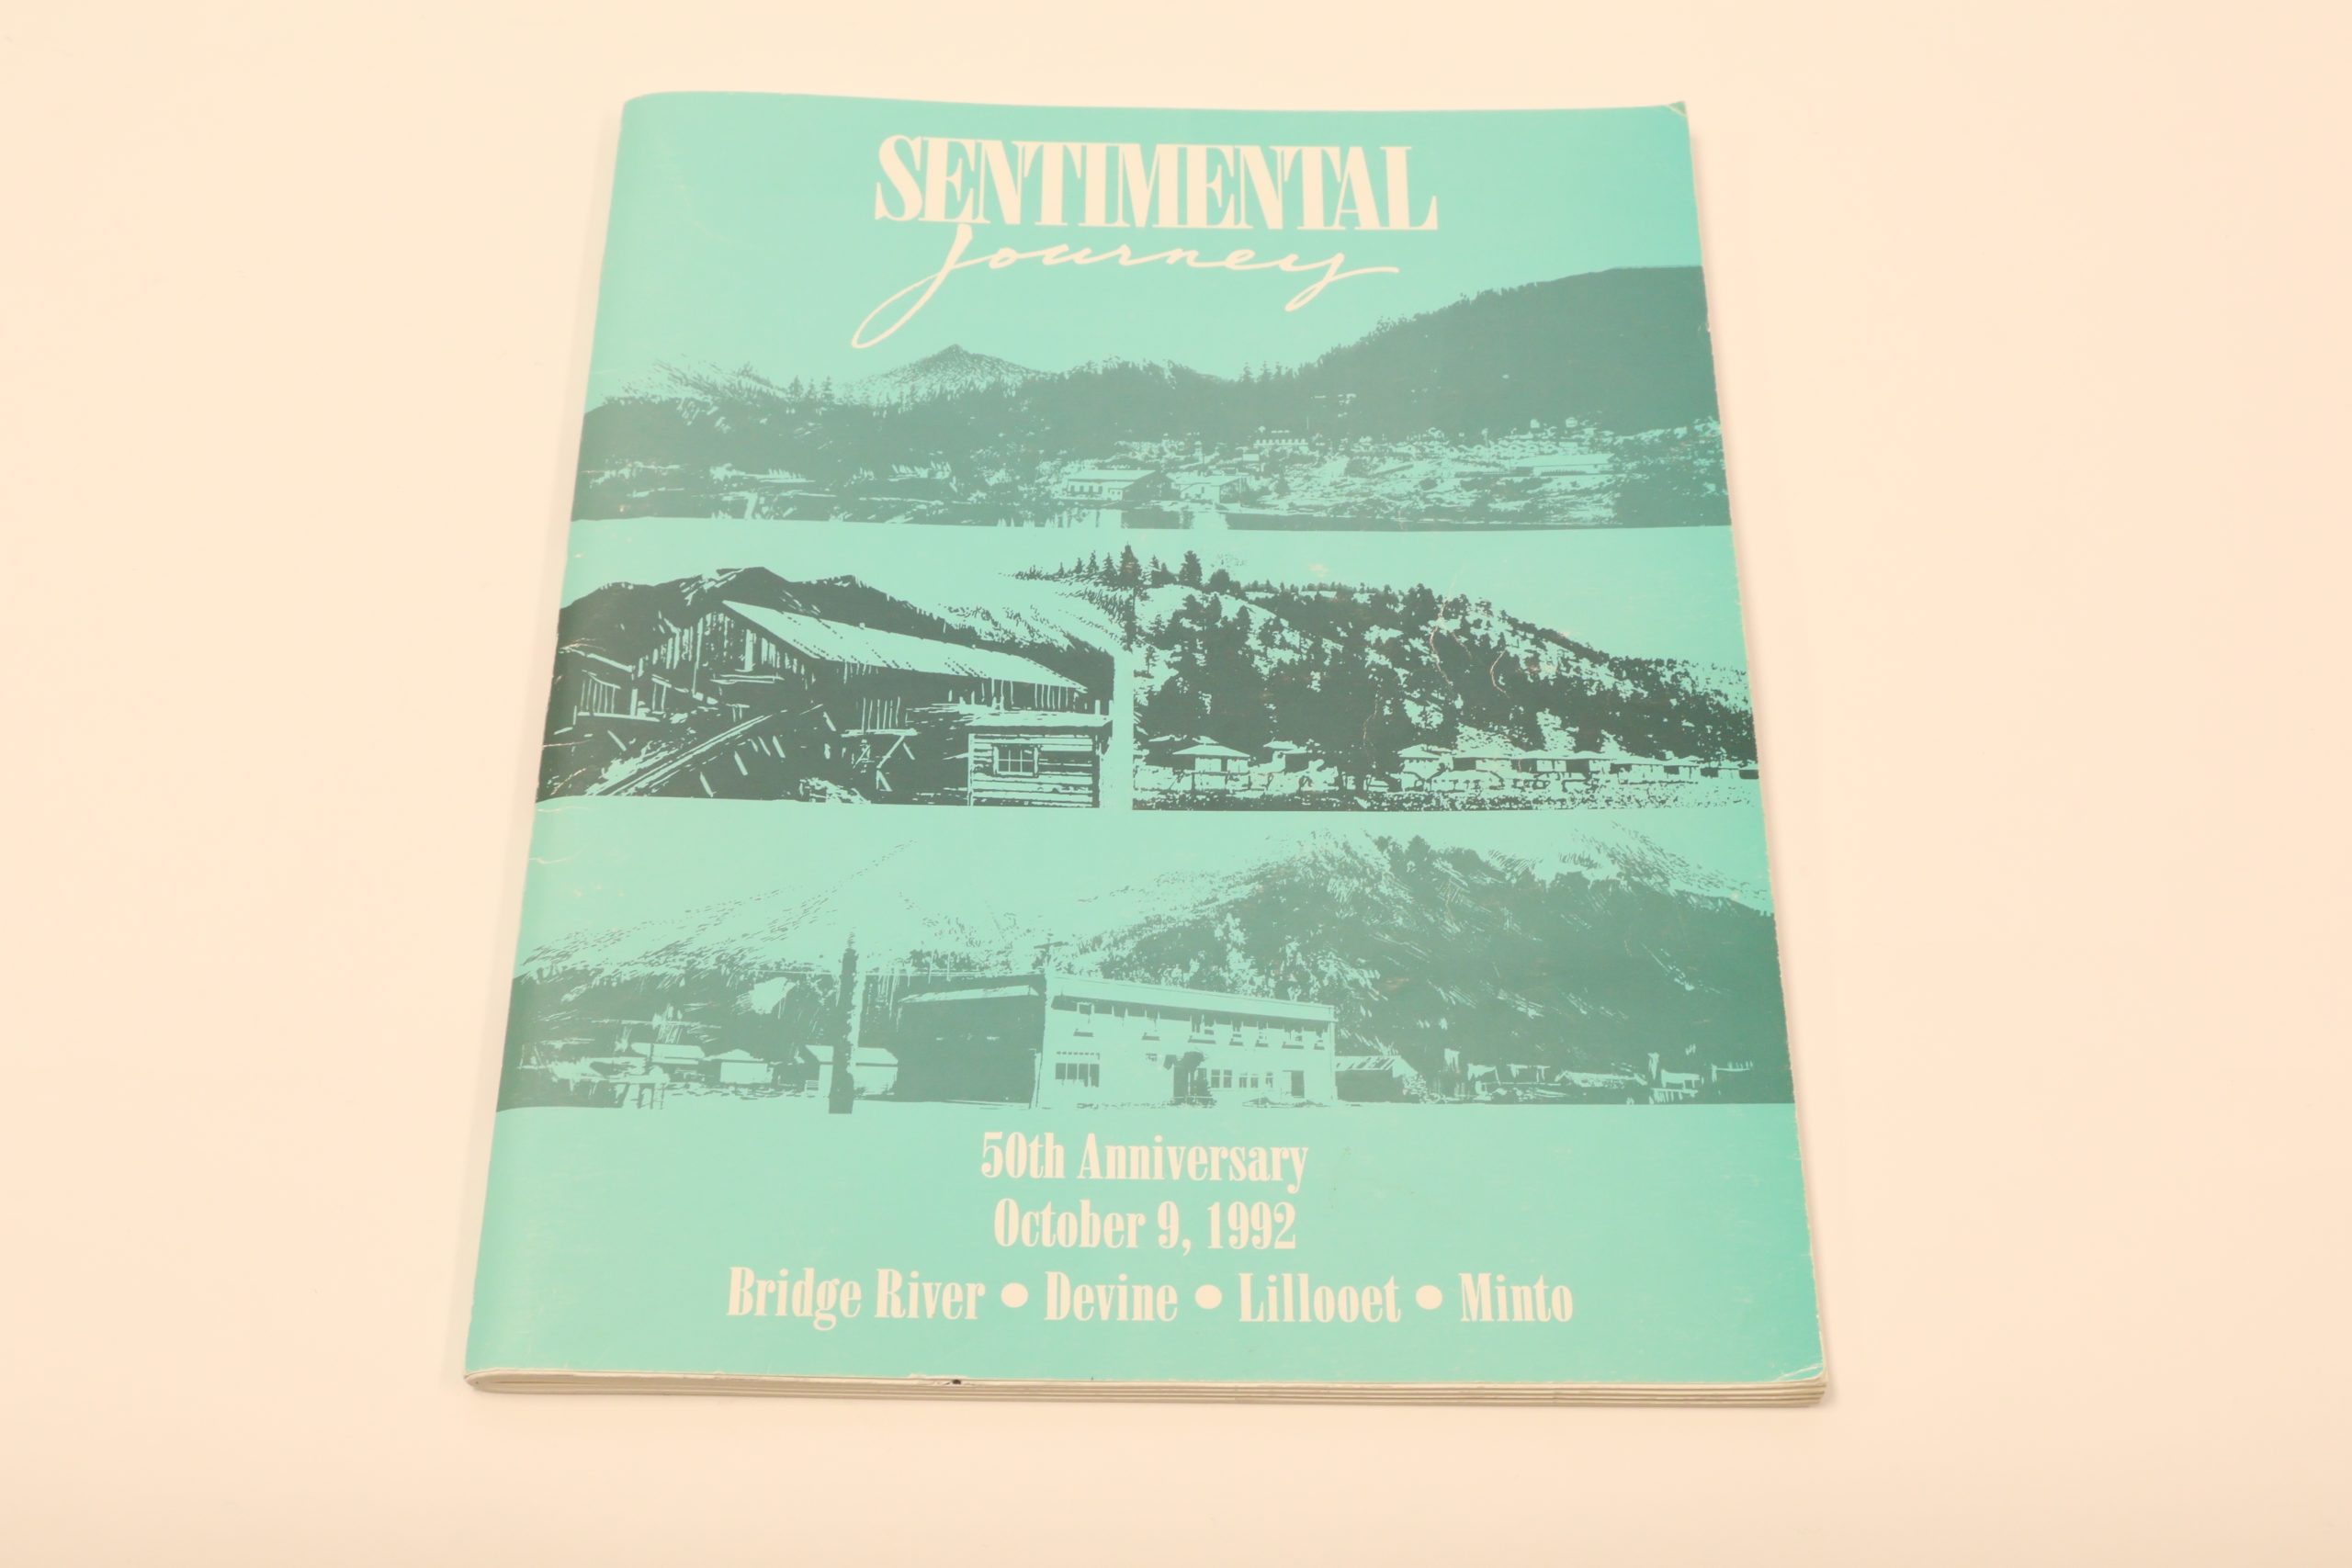 SENTIMENTAL
Journey
50th Anniversary
October 9, 1992
Bridge River • Devine • Lillooet • Minto